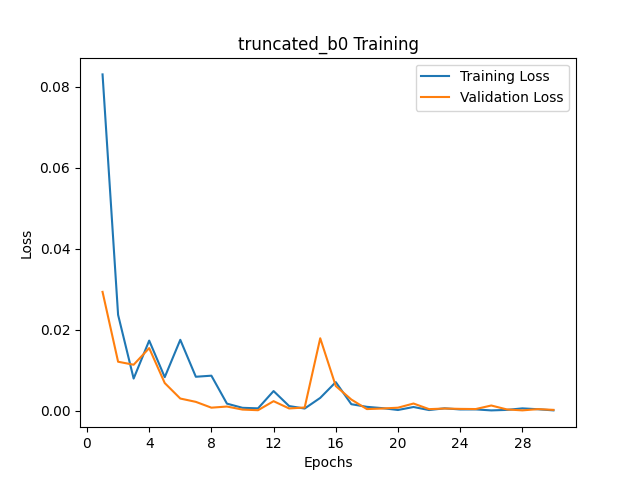 truncated_b0 Training
Training Loss
Validation Loss
0.08
0.06
0.04
0.02
0.00
Loss
0 4 8 12 16 20 24 28
Epochs